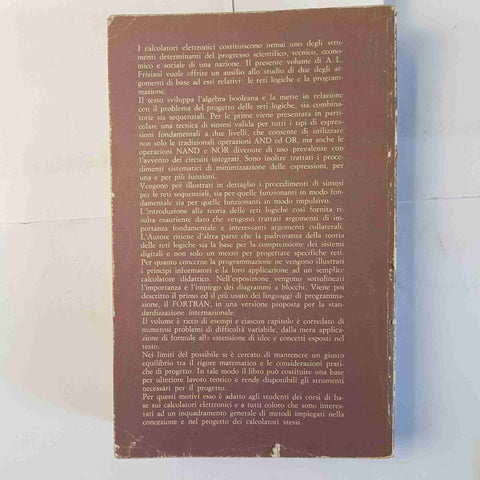 I calcolatori elettronici costituiscono ormai uno degli stru-
menti determinanti del progresso scientifico, tecnico, econo-
mico e sociale di una nazione. Il presente volume di A. L.
Frisiani vuole offrire un ausilio allo studio di due degli ar-
gomenti di base ad essi relativi: le reti logiche e la program-
mazione.
Il testo sviluppa l'algebra booleana e la mette in relazione
con il problema del progetto delle reti logiche, sia combina-
torie sia sequenziali. Per le prime viene presentata in parti-
colare una tecnica di sintesi valida per tutti i tipi di espres-
sioni fondamentali a due livelli, che consente di utilizzare
non solo le tradizionali operazioni AND ed OR, ma anche le
operazioni NAND e NOR divenute di uso prevalente con
l'avvento dei circuiti integrati. Sono inoltre trattati i proce-
dimenti sistematici di minimizzazione delle espressioni, per
una e per più funzioni.
Vengono poi illustrati in dettaglio i procedimenti di sintesi
per le reti sequenziali, sia per quelle funzionanti in modo fon-
damentale sia per quelle funzionanti in modo impulsivo.
L'introduzione alla teoria delle reti logiche così fornita ri-
sulta esauriente dato che vengono trattati argomenti di im-
portanza fondamentale e interessanti argomenti collaterali.
L'Autore ritiene d'altra parte che la padronanza della teoria
delle reti logiche sia la base per la comprensione dei sistemi
digitali e non solo un mezzo per progettare specifiche reti.
Per quanto concerne la programmazione ne vengono illustrati
i principi informatori e la loro applicazione ad un semplice
calcolatore didattico. Nell'esposizione vengono sottolineati
l'importanza e l'impiego dei diagrammi a blocchi. Viene poi
descritto il primo ed il più usato dei linguaggi di programma-
zione, il FORTRAN, in una versione proposta per la stan-
dardizzazione internazionale.
Il volume è ricco di esempi e ciascun capitolo è corredato di
numerosi problemi di difficoltà variabile, dalla mera applica-
zione di formule all'estensione di idee e concetti esposti nel
testo.
Nei limiti del possibile si è cercato di mantenere un giusto
equilibrio tra il rigore matematico e le considerazioni prati-
che di progetto. In tale modo il libro può costituire una base
per ulteriore lavoro teorico e rende disponibili gli strumenti
necessari per il progetto.
Per questi motivi esso è adatto agli studenti dei corsi di ba-
se sui calcolatori elettronici e a tutti coloro che sono interes-
sati ad un inquadramento generale di metodi impiegati nella
concezione e nel progetto dei calcolatori stessi.